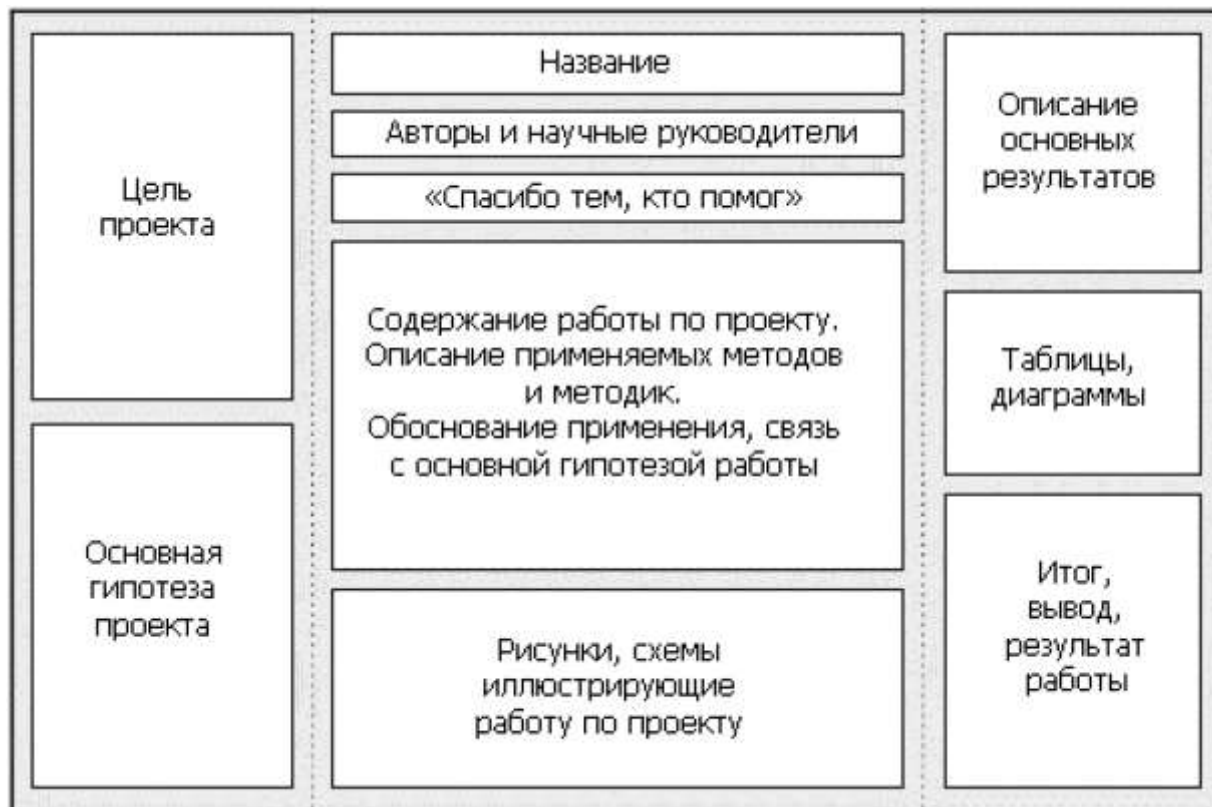 Цель
проекта
Основная
гипотеза
проекта
Название
Авторы и научные руководители
«Спасибо тем, кто помог»
Содержание работы по проекту.
Описание применяемых методов
и методик.
Обоснование применения, связь
с основной гипотезой работы
Рисунки, схемы
иллюстрирующие
работу по проекту
Описание
основных
результатов
Таблицы,
диаграммы
Итог,
вывод,
результат
работы